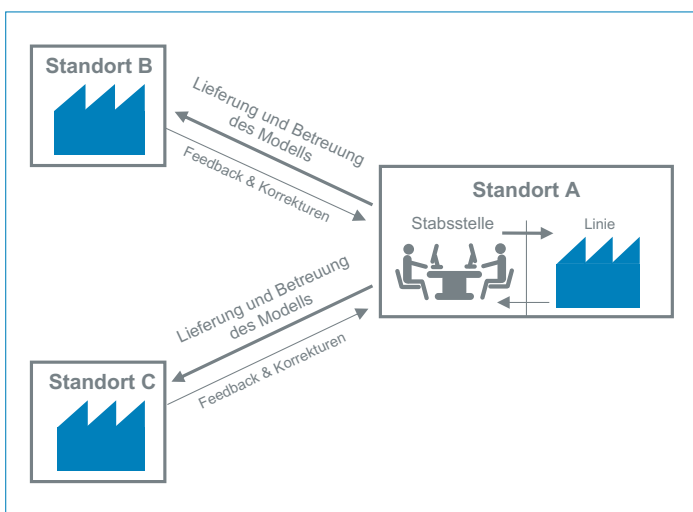 Standort B
Lieferung und Betreuung
des Modells
Feedback & Korrekturen
Standort A
Stabsstelle
Linie
Lieferung und Betreuung
des Modells
Feedback & Korrekturen
Standort C